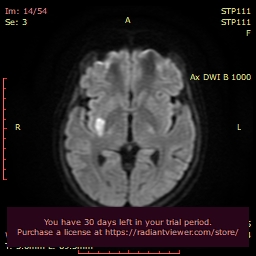 Im: 14/54
Se: 3
A
STP111
STP111
F
Ax DWI B 1000
R
L
You have 30 days left in your trial period.
Purchase a license at https://radiantviewer.com/store/